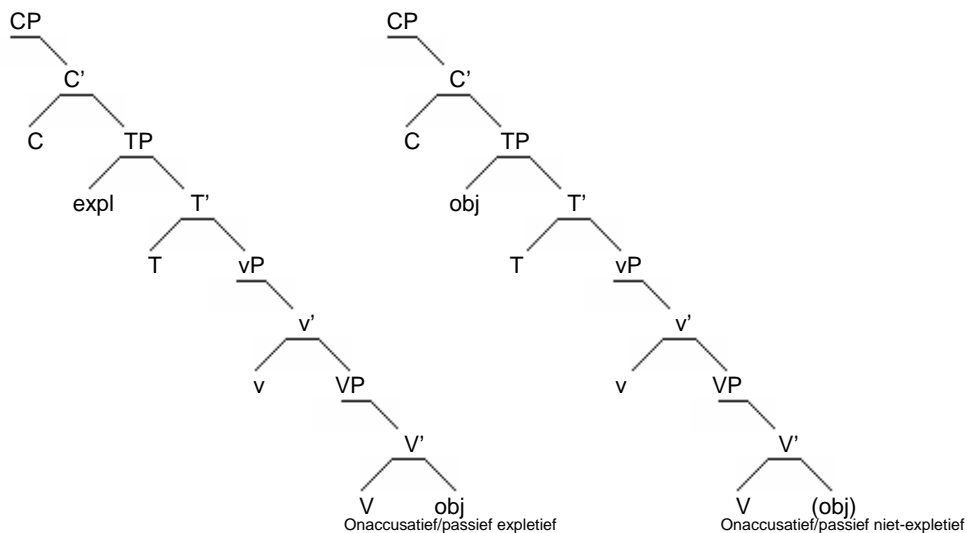 CP CP
C’ C’
C TP C TP
expl T’ obj T’
T vP T vP
v’ v’
v VP v VP
V’ V’
V obj V (obj)
Onaccusatief/passief expletief Onaccusatief/passief niet-expletief